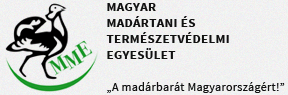 MME
MAGYAR
MADÁRTANI ÉS
TERMÉSZETVÉDELMI
EGYESÜLET
„A madárbarát Magyarországért!”